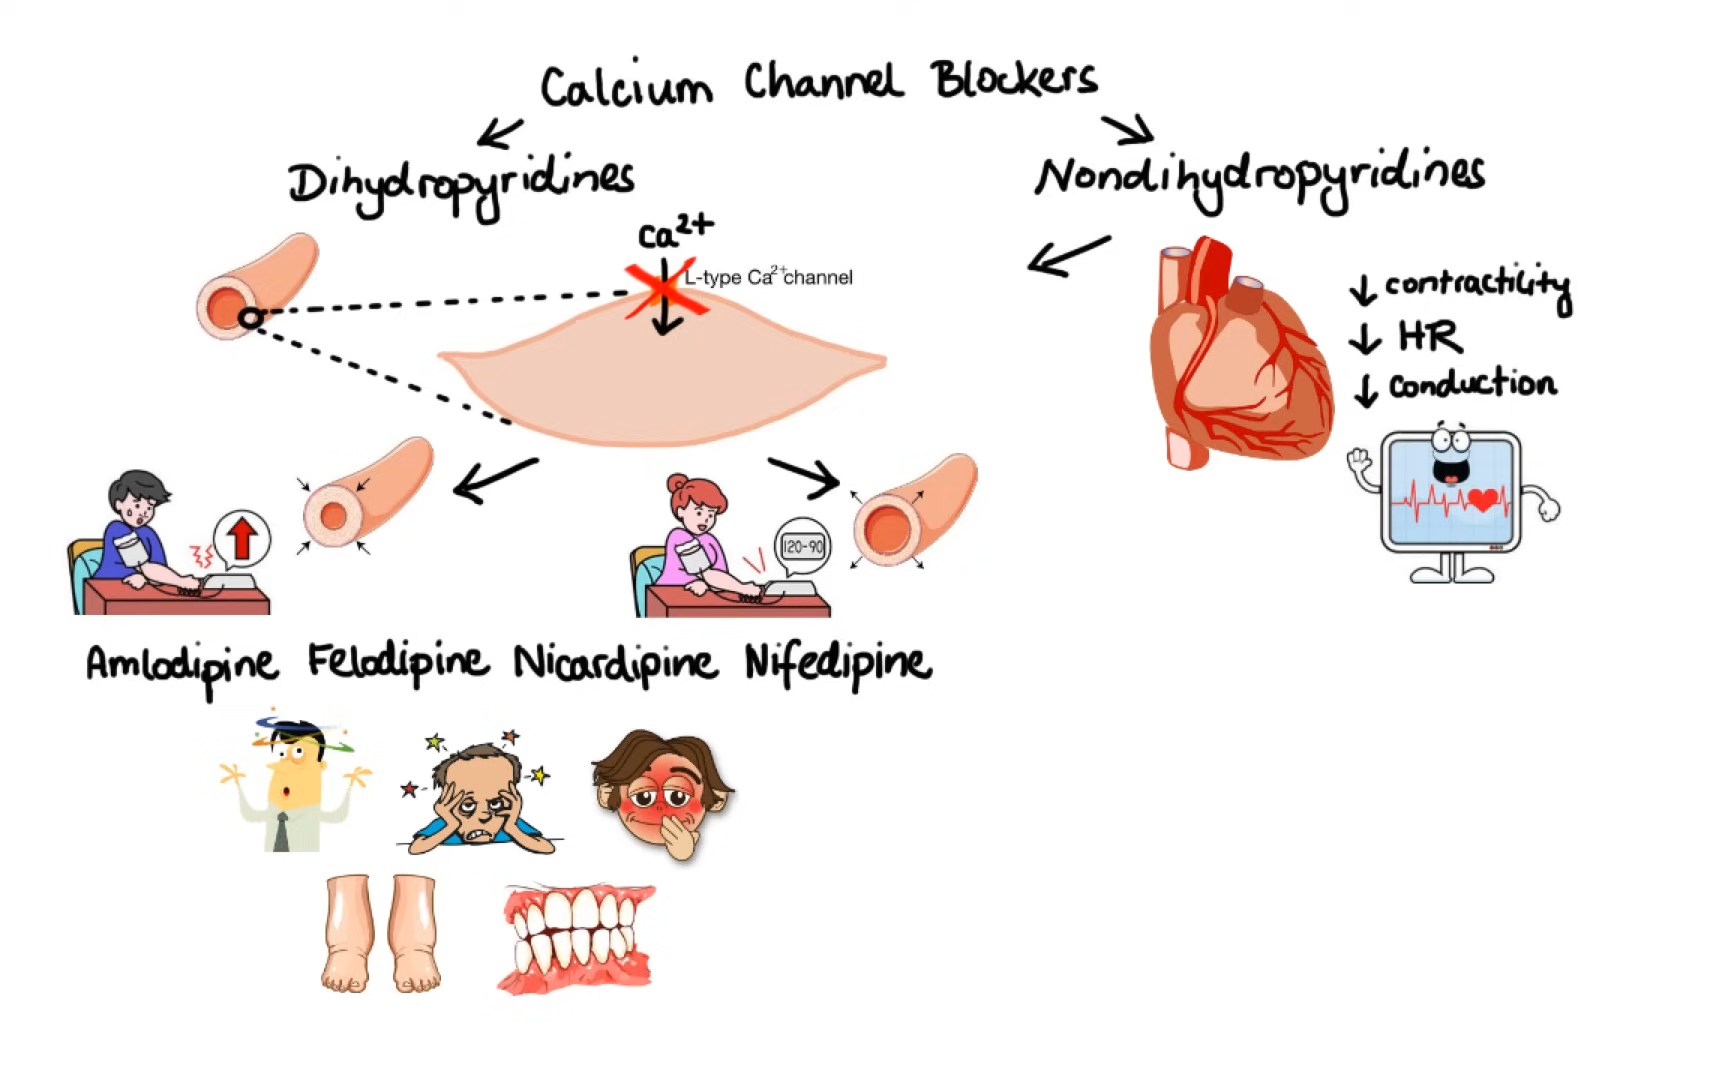 Calcium Channel Blockers
Dihydropyridines
Nondihydropyridines
Ca²⁺
L-type Ca²⁺channel
↓ contractility
↓ HR
↓ conduction
120-90
Amlodipine Felodipine Nicardipine Nifedipine